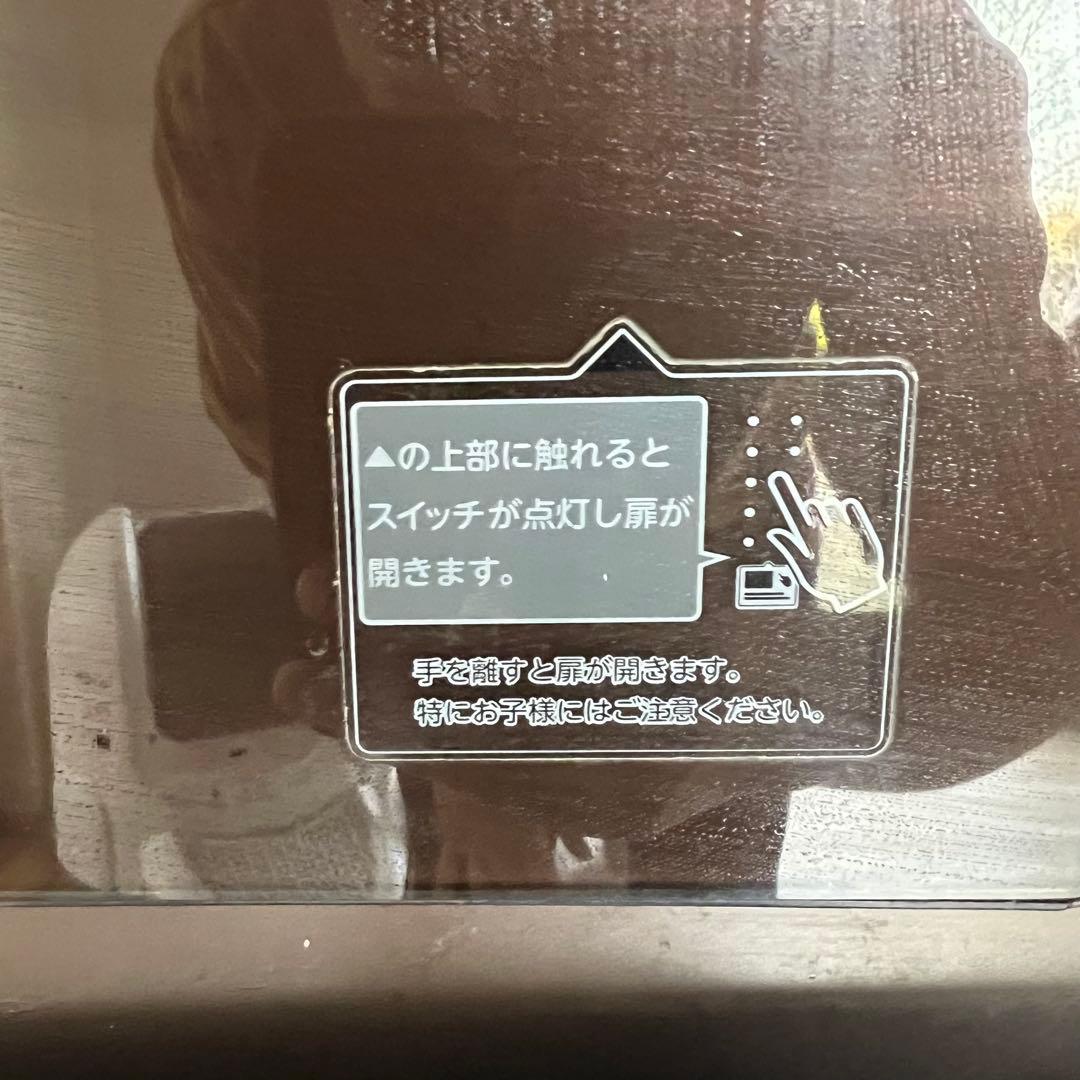 ▲の上部に触れると
スイッチが点灯し扉が
開きます。
手を離すと扉が開きます。
特にお子様にはご注意ください。